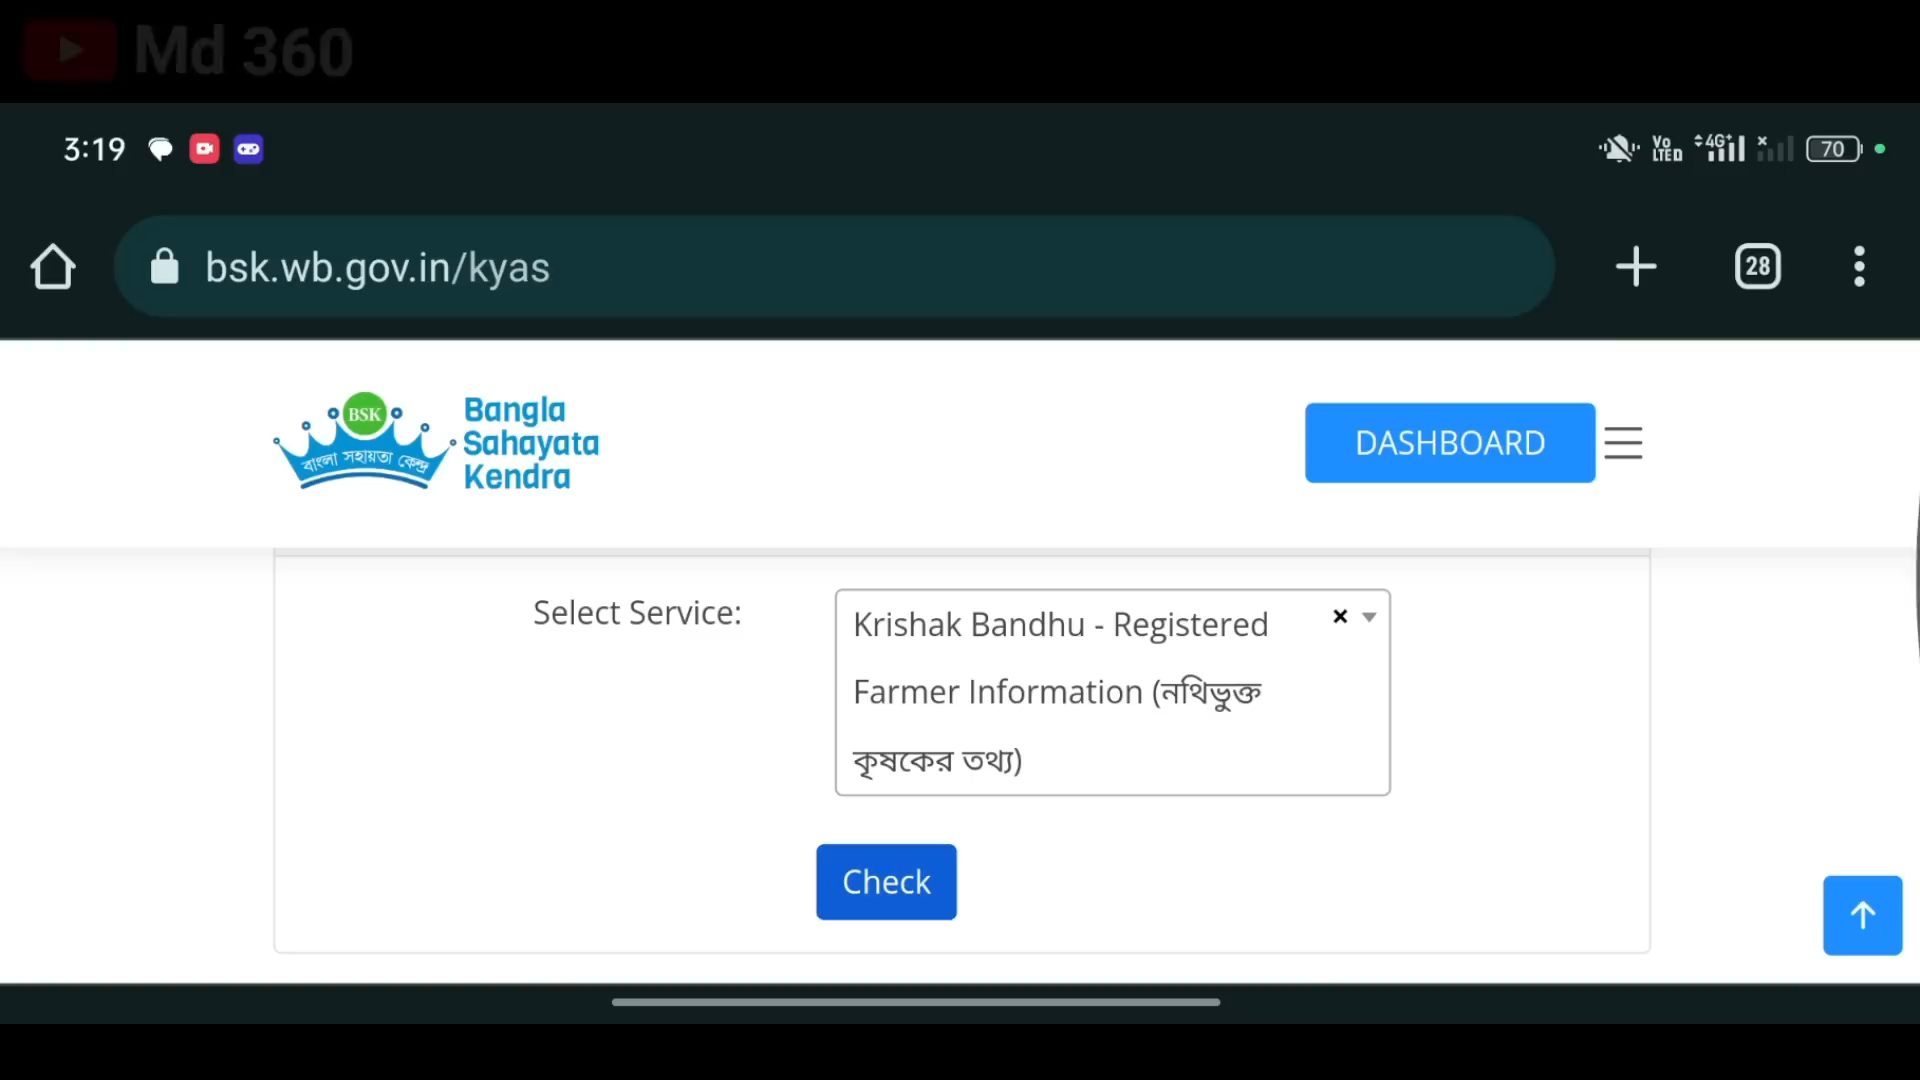 Md 360
3:19
Vo LTED 4G+ 70
bsk.wb.gov.in/kyas
28
BSK
বাংলা সহায়তা কেন্দ্র
Bangla
Sahayata
Kendra
DASHBOARD
Select Service:
Krishak Bandhu - Registered
Farmer Information (নথিভুক্ত
কৃষকের তথ্য)
Check